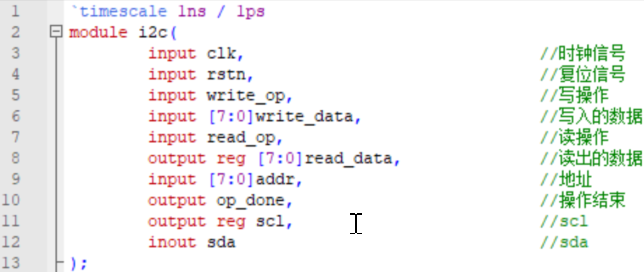 1 `timescale 1ns / 1ps
2 module i2c(
3 input clk, //时钟信号
4 input rstn, //复位信号
5 input write_op, //写操作
6 input [7:0]write_data, //写入的数据
7 input read_op, //读操作
8 output reg [7:0]read_data, //读出的数据
9 input [7:0]addr, //地址
10 output op_done, //操作结束
11 output reg scl, //scl
12 inout sda //sda
13 );